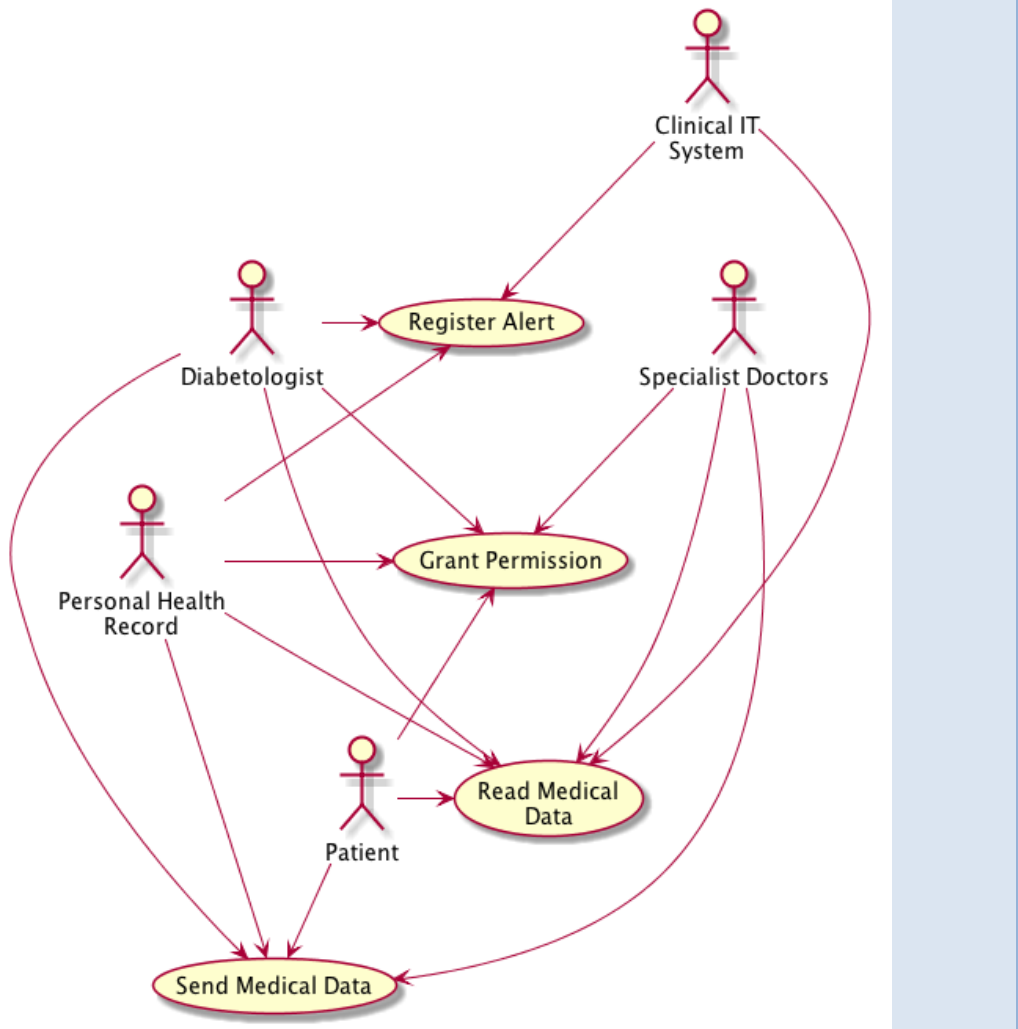 Clinical IT
System
Register Alert
Diabetologist
Specialist Doctors
Grant Permission
Personal Health
Record
Read Medical
Data
Patient
Send Medical Data